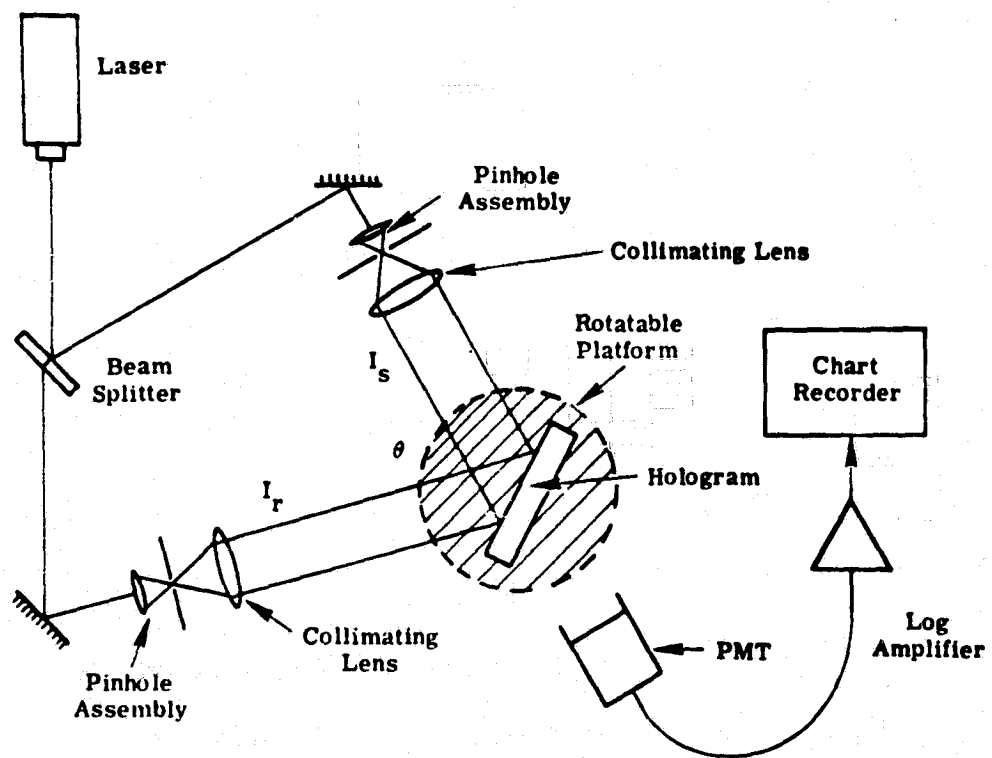 Laser
Pinhole
Assembly
Collimating Lens
Rotatable
Platform
Beam
Splitter
I_s
Chart
Recorder
θ
Hologram
I_r
Collimating
Lens
PMT
Log
Amplifier
Pinhole
Assembly